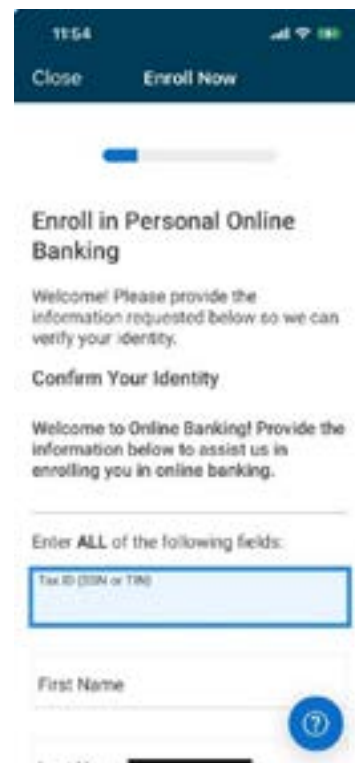 11:54
Close Enroll Now
Enroll in Personal Online
Banking
Welcome! Please provide the
information requested below so we can
verify your identity.
Confirm Your Identity
Welcome to Online Banking! Provide the
information below to assist us in
enrolling you in online banking.
Enter ALL of the following fields:
Tax ID (SSN or TIN)
First Name